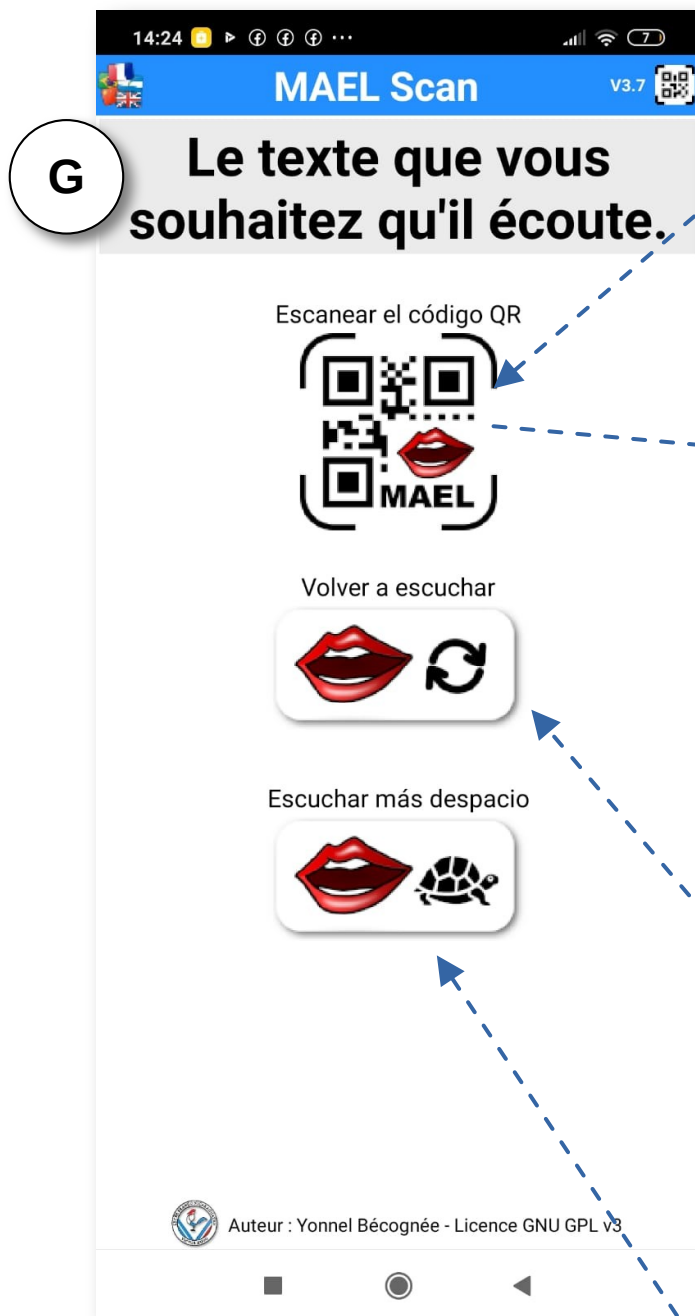 14:24
7
MAEL Scan
V3.7
G
Le texte que vous
souhaitez qu'il écoute.
Escanear el código QR
MAEL
Volver a escuchar
Escuchar más despacio
Auteur : Yonnel Bécognée - Licence GNU GPL v3